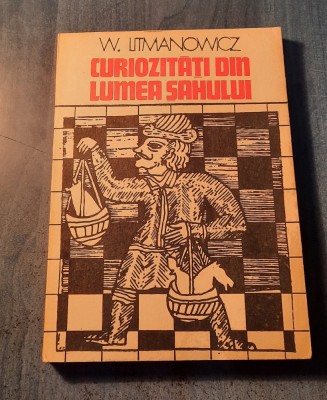 W. LITMANOWICZ
CURIOZITĂȚI DIN
LUMEA ȘAHULUI